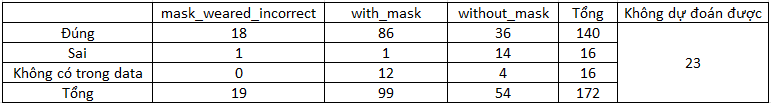 mask_weared_incorrect with_mask without_mask Tổng Không dự đoán được
Đúng 18 86 36 140
Sai 1 1 14 16
Không có trong data 0 12 4 16
23
Tổng 19 99 54 172